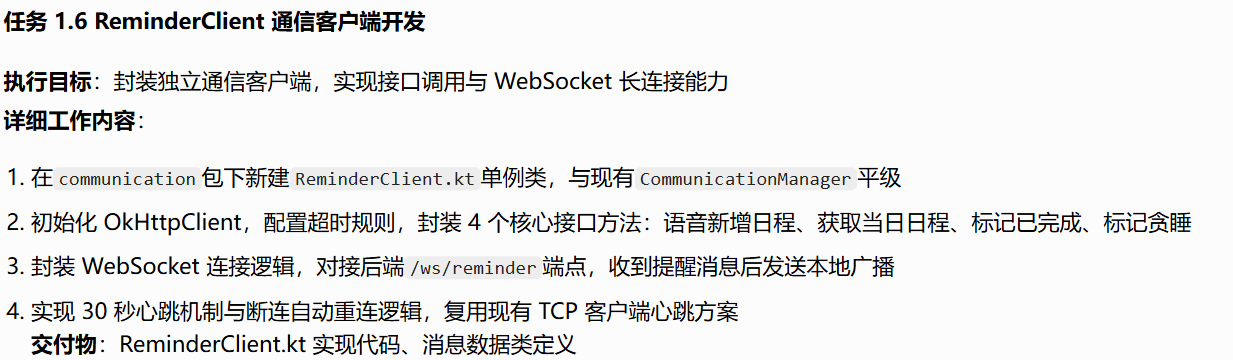 任务 1.6 ReminderClient 通信客户端开发
执行目标：封装独立通信客户端，实现接口调用与 WebSocket 长连接能力
详细工作内容：
1. 在 communication 包下新建 ReminderClient.kt 单例类，与现有 CommunicationManager 平级
2. 初始化 OkHttpClient，配置超时规则，封装 4 个核心接口方法：语音新增日程、获取当日日程、标记已完成、标记贪睡
3. 封装 WebSocket 连接逻辑，对接后端 /ws/reminder 端点，收到提醒消息后发送本地广播
4. 实现 30 秒心跳机制与断连自动重连逻辑，复用现有 TCP 客户端心跳方案
交付物：ReminderClient.kt 实现代码、消息数据类定义